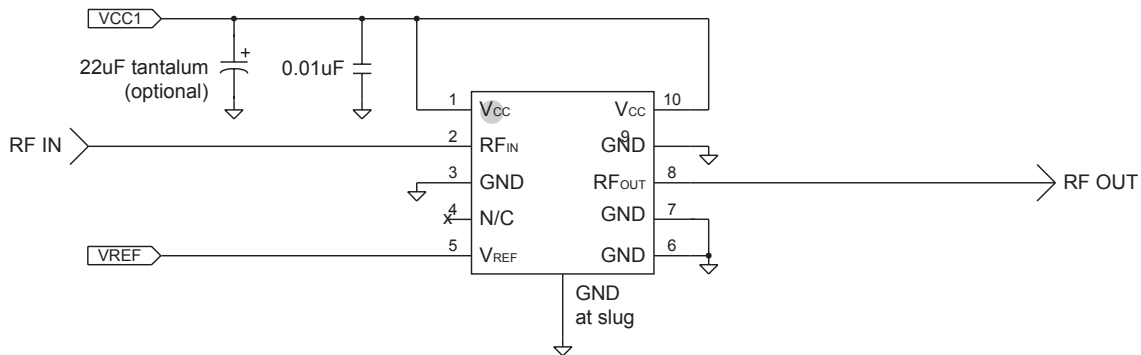 VCC1
+
22uF tantalum
(optional)
0.01uF
1
VCC
VCC
10
RF IN
2
RFIN
GND
9
3
GND
RFOUT
8
RF OUT
x
4
N/C
GND
7
VREF
5
VREF
GND
6
GND
at slug